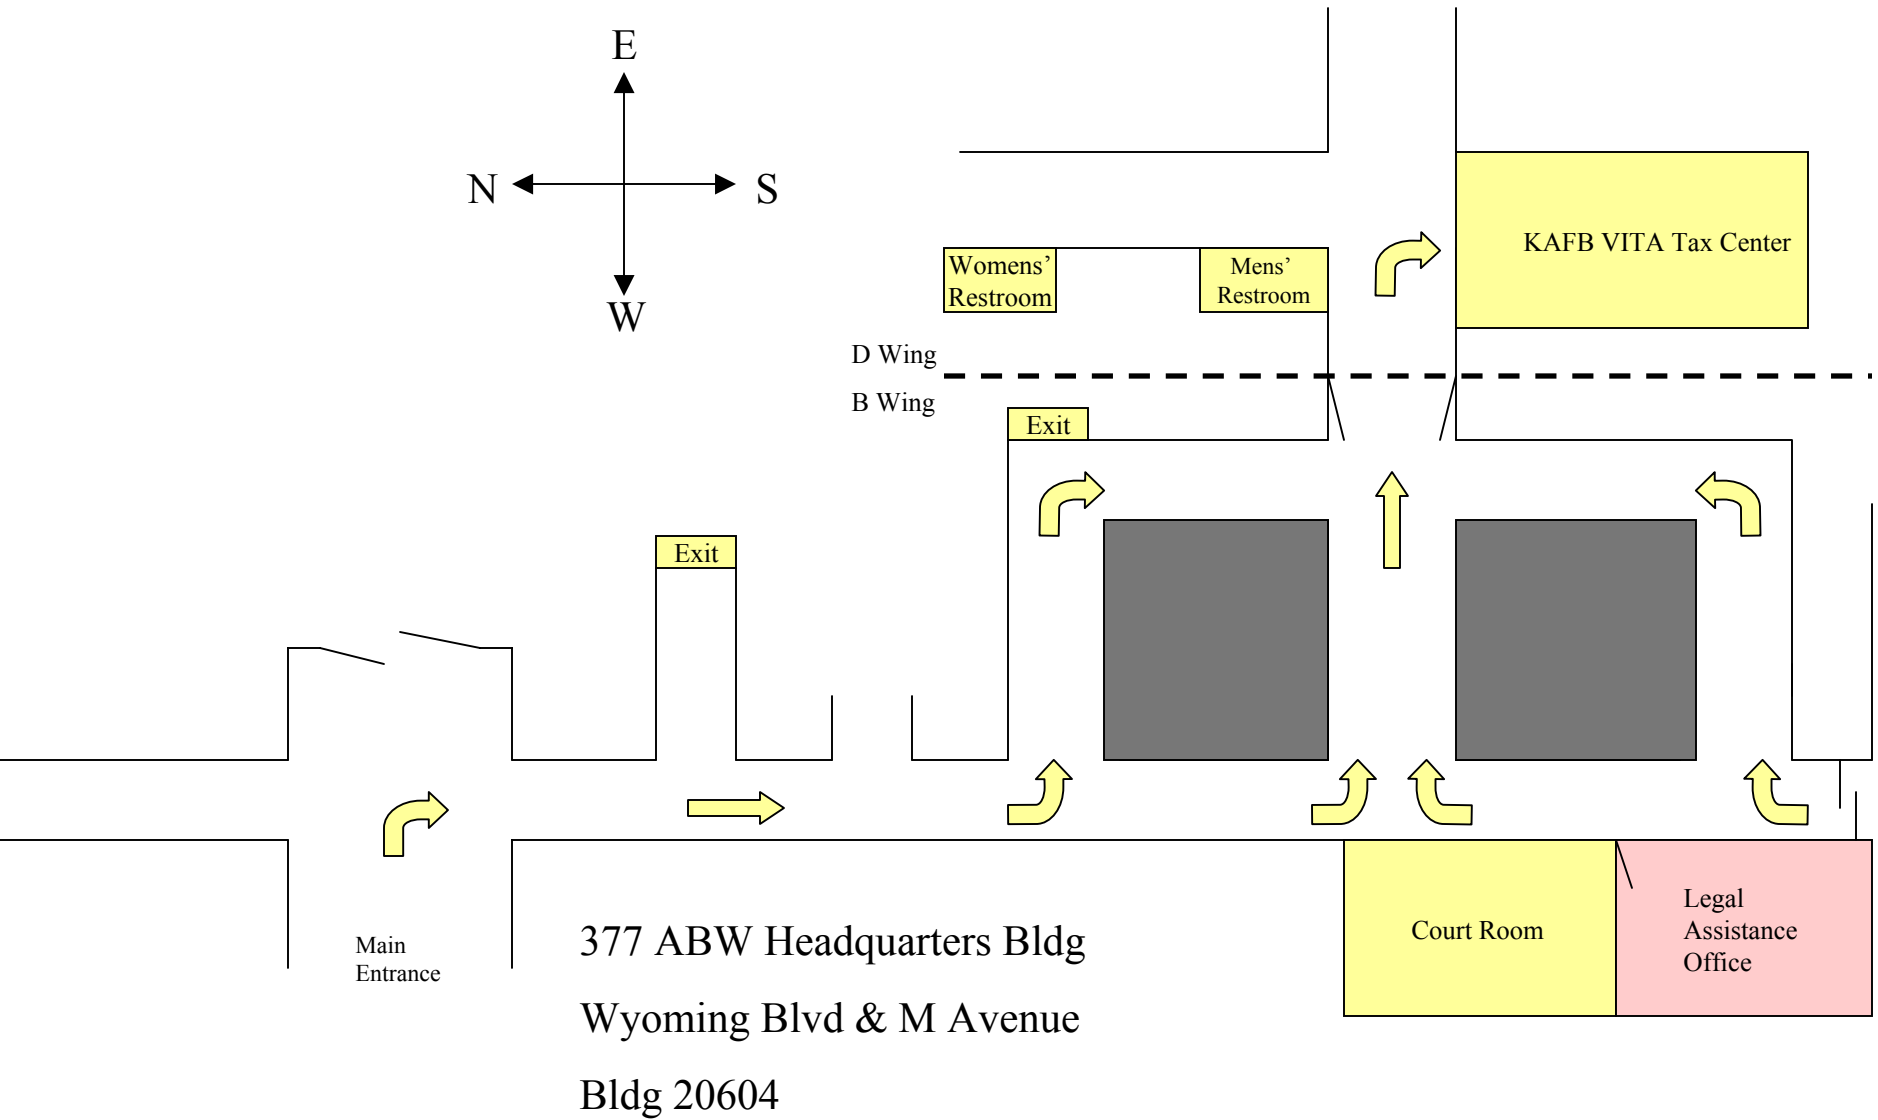 E
N
S
W
KAFB VITA Tax Center
Womens’
Restroom
Mens’
Restroom
D Wing
B Wing
Exit
Exit
Main
Entrance
377 ABW Headquarters Bldg
Wyoming Blvd & M Avenue
Bldg 20604
Court Room
Legal
Assistance
Office